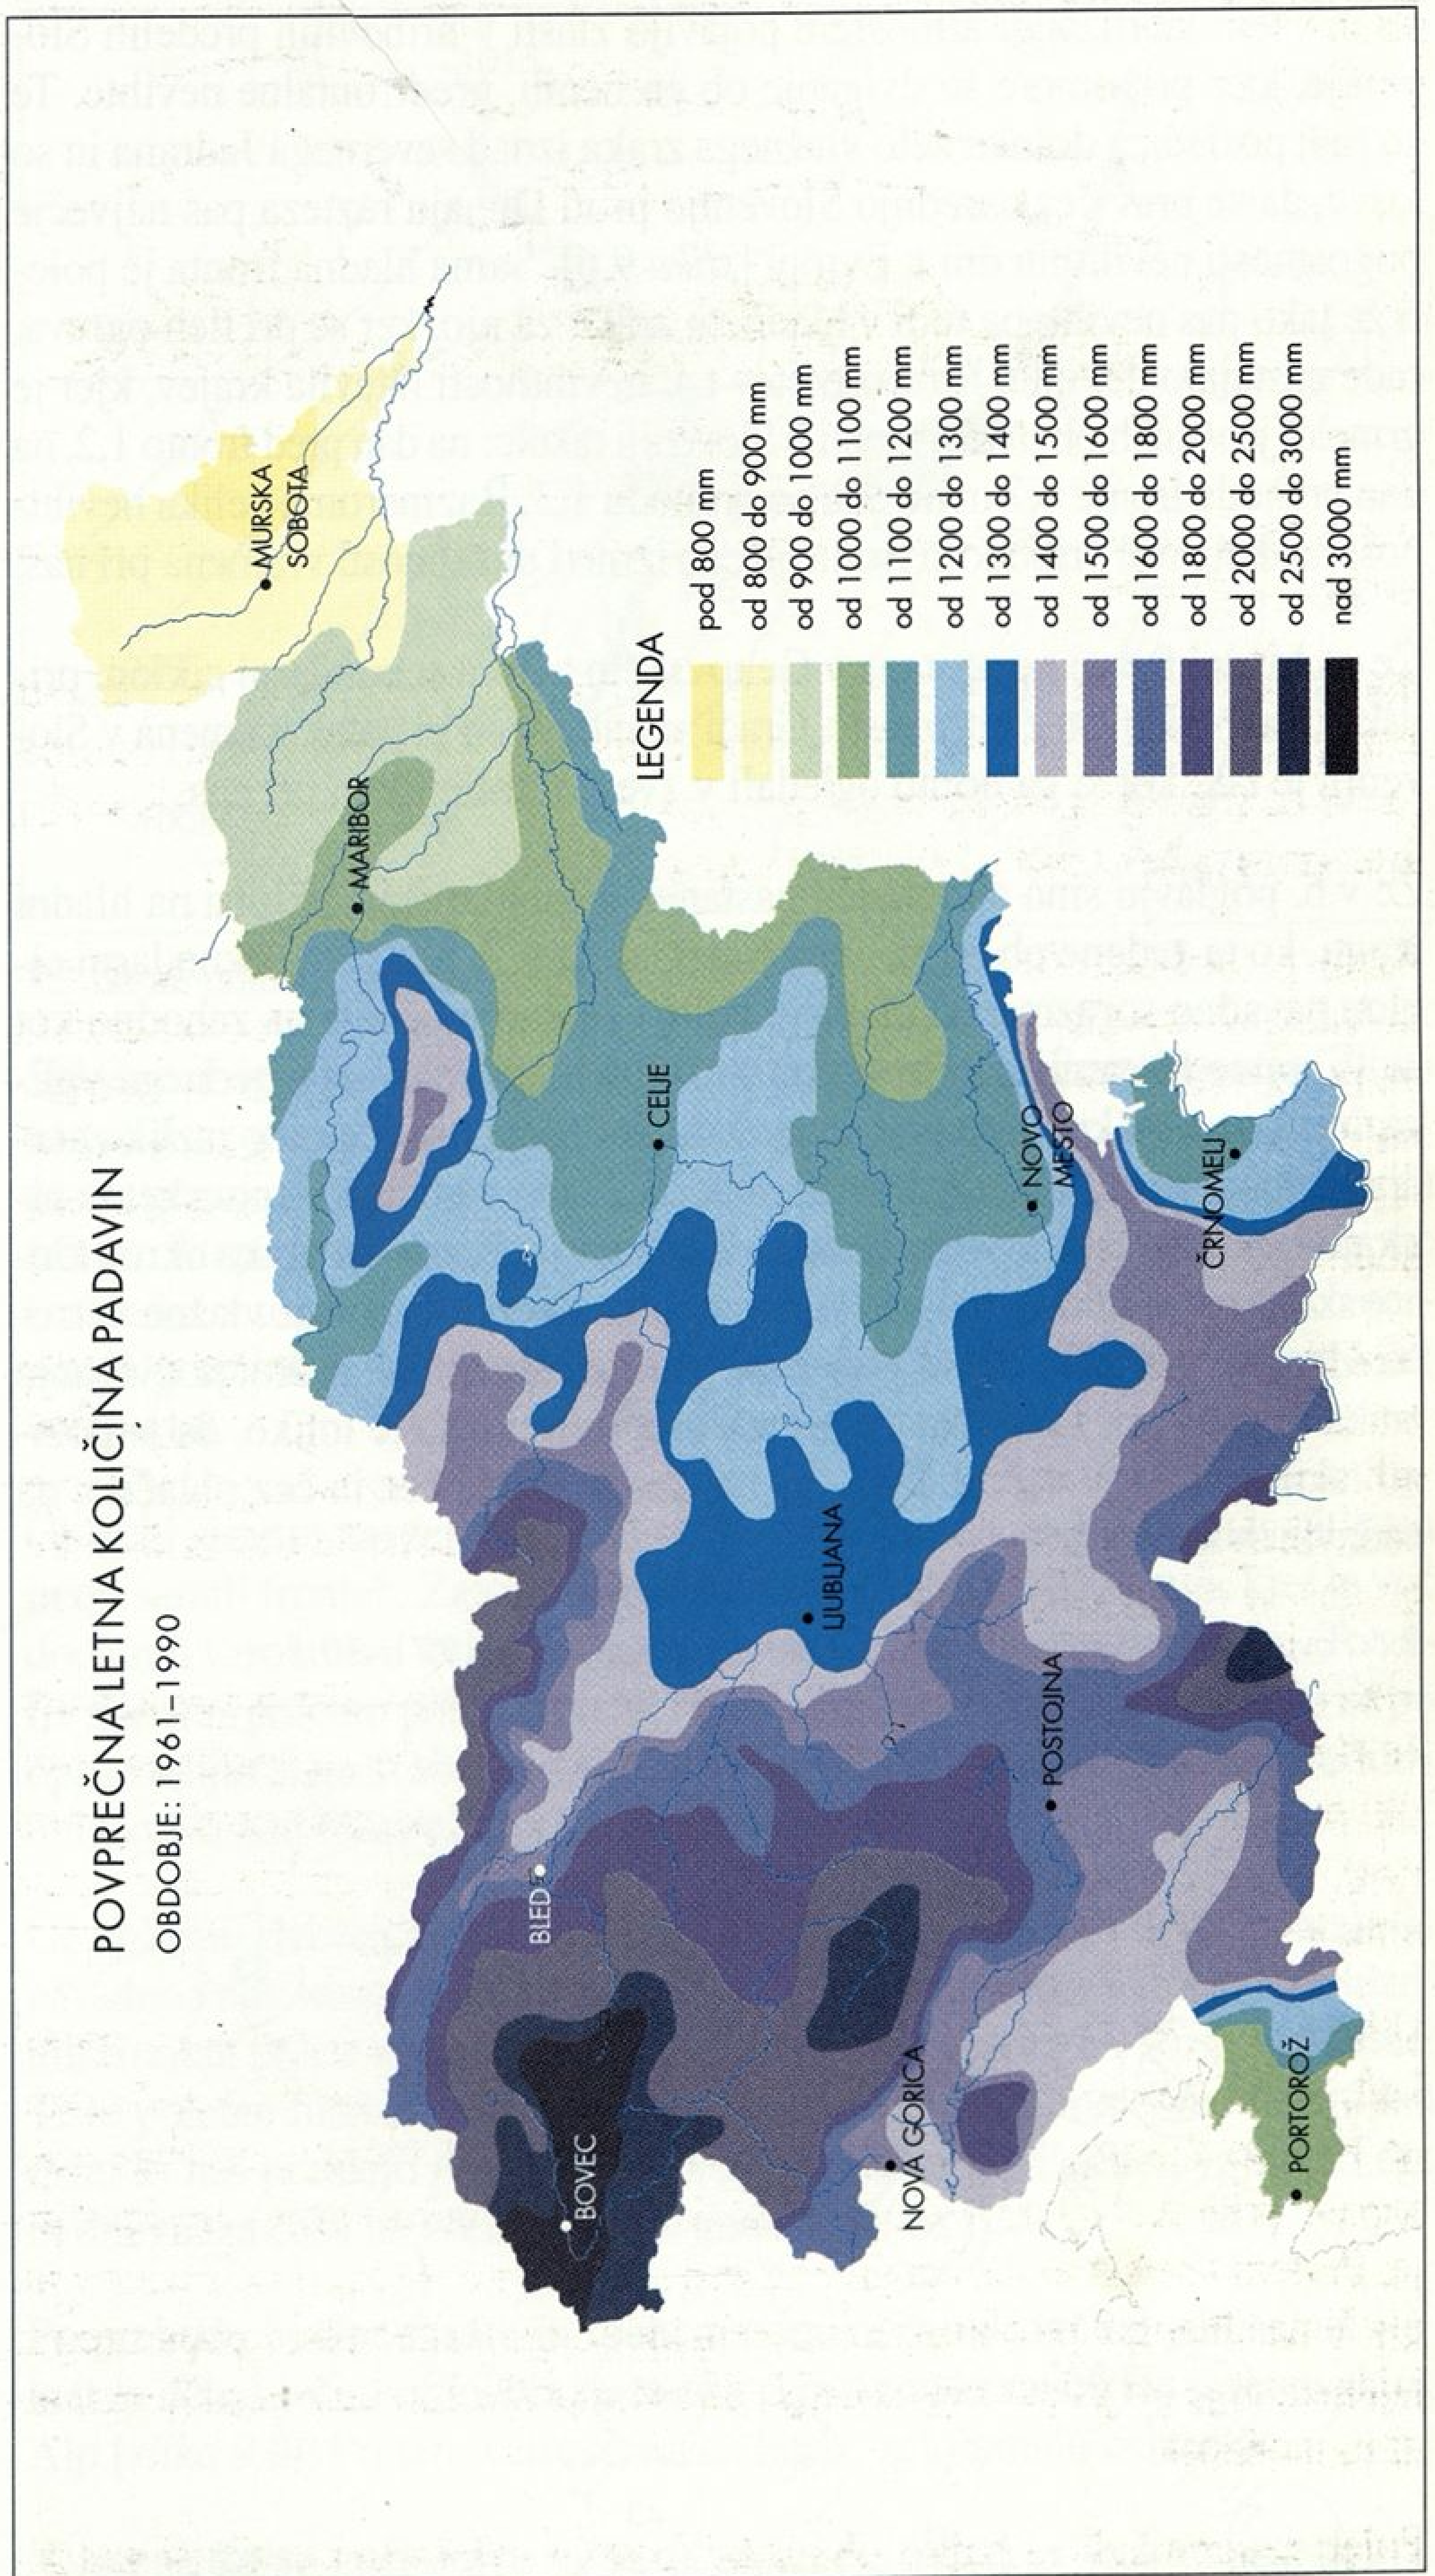 POVPREČNA LETNA KOLIČINA PADAVIN
OBDOBJE: 1961–1990
MURSKA
SOBOTA
MARIBOR
CELJE
BLED
BOVEC
LJUBLJANA
NOVO
MESTO
NOVA GORICA
POSTOJNA
ČRNOMELJ
PORTOROŽ
LEGENDA
pod 800 mm
od 800 do 900 mm
od 900 do 1000 mm
od 1000 do 1100 mm
od 1100 do 1200 mm
od 1200 do 1300 mm
od 1300 do 1400 mm
od 1400 do 1500 mm
od 1500 do 1600 mm
od 1600 do 1800 mm
od 1800 do 2000 mm
od 2000 do 2500 mm
od 2500 do 3000 mm
nad 3000 mm